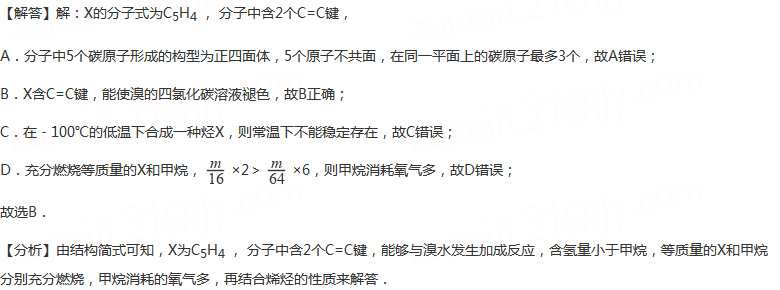 【解答】解：X的分子式为C₅H₄ ， 分子中含2个C=C键，
A．分子中5个碳原子形成的构型为正四面体，5个原子不共面，在同一平面上的碳原子最多3个，故A错误；
B．X含C=C键，能使溴的四氯化碳溶液褪色，故B正确；
C．在﹣100℃的低温下合成一种烃X，则常温下不能稳定存在，故C错误；
D．充分燃烧等质量的X和甲烷， m/16 ×2＞ m/64 ×6，则甲烷消耗氧气多，故D错误；
故选B．
【分析】由结构简式可知，X为C₅H₄ ， 分子中含2个C=C键，能够与溴水发生加成反应，含氢量小于甲烷，等质量的X和甲烷
分别充分燃烧，甲烷消耗的氧气多，再结合烯烃的性质来解答．